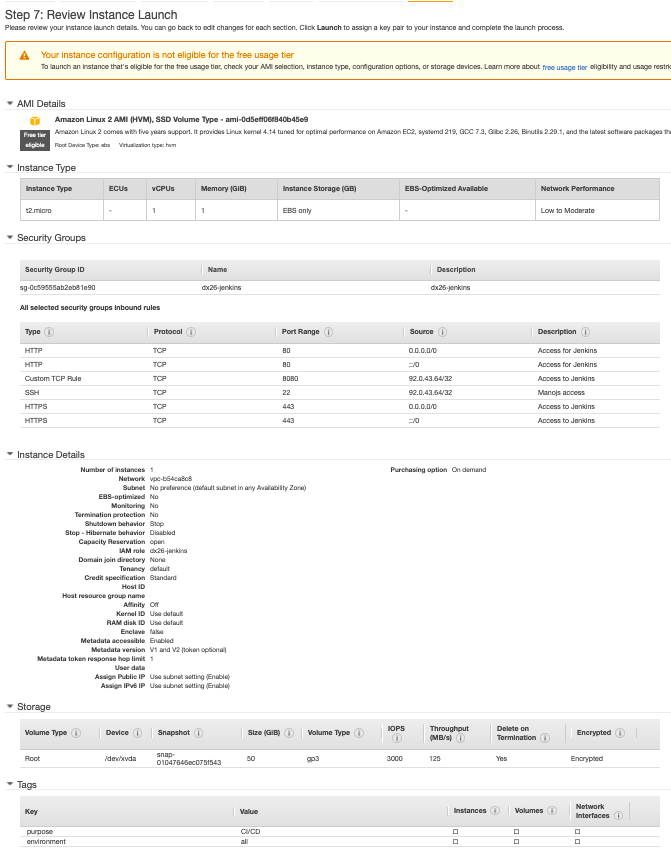 Step 7: Review Instance Launch
Please review your instance launch details. You can go back to edit changes for each section. Click Launch to assign a key pair to your instance and complete the launch process.
Your instance configuration is not eligible for the free usage tier
To launch an instance that's eligible for the free usage tier, check your AMI selection, instance type, configuration options, or storage devices. Learn more about free usage tier eligibility and usage restric
AMI Details
Amazon Linux 2 AMI (HVM), SSD Volume Type - ami-0d5eff06f840b45e9
Free tier eligible
Amazon Linux 2 comes with five years support. It provides Linux kernel 4.14 tuned for optimal performance on Amazon EC2, systemd 219, GCC 7.3, Glibc 2.26, Binutils 2.29.1, and the latest software packages th
Root Device Type: ebs Virtualization type: hvm
Instance Type
Instance Type ECUs vCPUs Memory (GiB) Instance Storage (GB) EBS-Optimized Available Network Performance
t2.micro - 1 1 EBS only - Low to Moderate
Security Groups
Security Group ID Name Description
sg-0c59555ab2eb81e90 dx26-jenkins dx26-jenkins
All selected security groups inbound rules
Type Protocol Port Range Source Description
HTTP TCP 80 0.0.0.0/0 Access for Jenkins
HTTP TCP 80 ::/0 Access for Jenkins
Custom TCP Rule TCP 8080 92.0.43.64/32 Access to Jenkins
SSH TCP 22 92.0.43.64/32 Manojs access
HTTPS TCP 443 0.0.0.0/0 Access to Jenkins
HTTPS TCP 443 ::/0 Access to Jenkins
Instance Details
Number of instances 1 Purchasing option On demand
Network vpc-b54ca8c8
Subnet No preference (default subnet in any Availability Zone)
EBS-optimized No
Monitoring No
Termination protection No
Shutdown behavior Stop
Stop - Hibernate behavior Disabled
Capacity Reservation open
IAM role dx26-jenkins
Domain join directory None
Tenancy default
Credit specification Standard
Host ID
Host resource group name
Affinity Off
Kernel ID Use default
RAM disk ID Use default
Enclave false
Metadata accessible Enabled
Metadata version V1 and V2 (token optional)
Metadata token response hop limit 1
User data
Assign Public IP Use subnet setting (Enable)
Assign IPv6 IP Use subnet setting (Enable)
Storage
Volume Type Device Snapshot Size (GiB) Volume Type IOPS Throughput (MB/s) Delete on Termination Encrypted
Root /dev/xvda snap-01047646ec075f543 50 gp3 3000 125 Yes Encrypted
Tags
Key Value Instances Volumes Network Interfaces
purpose CI/CD
environment all